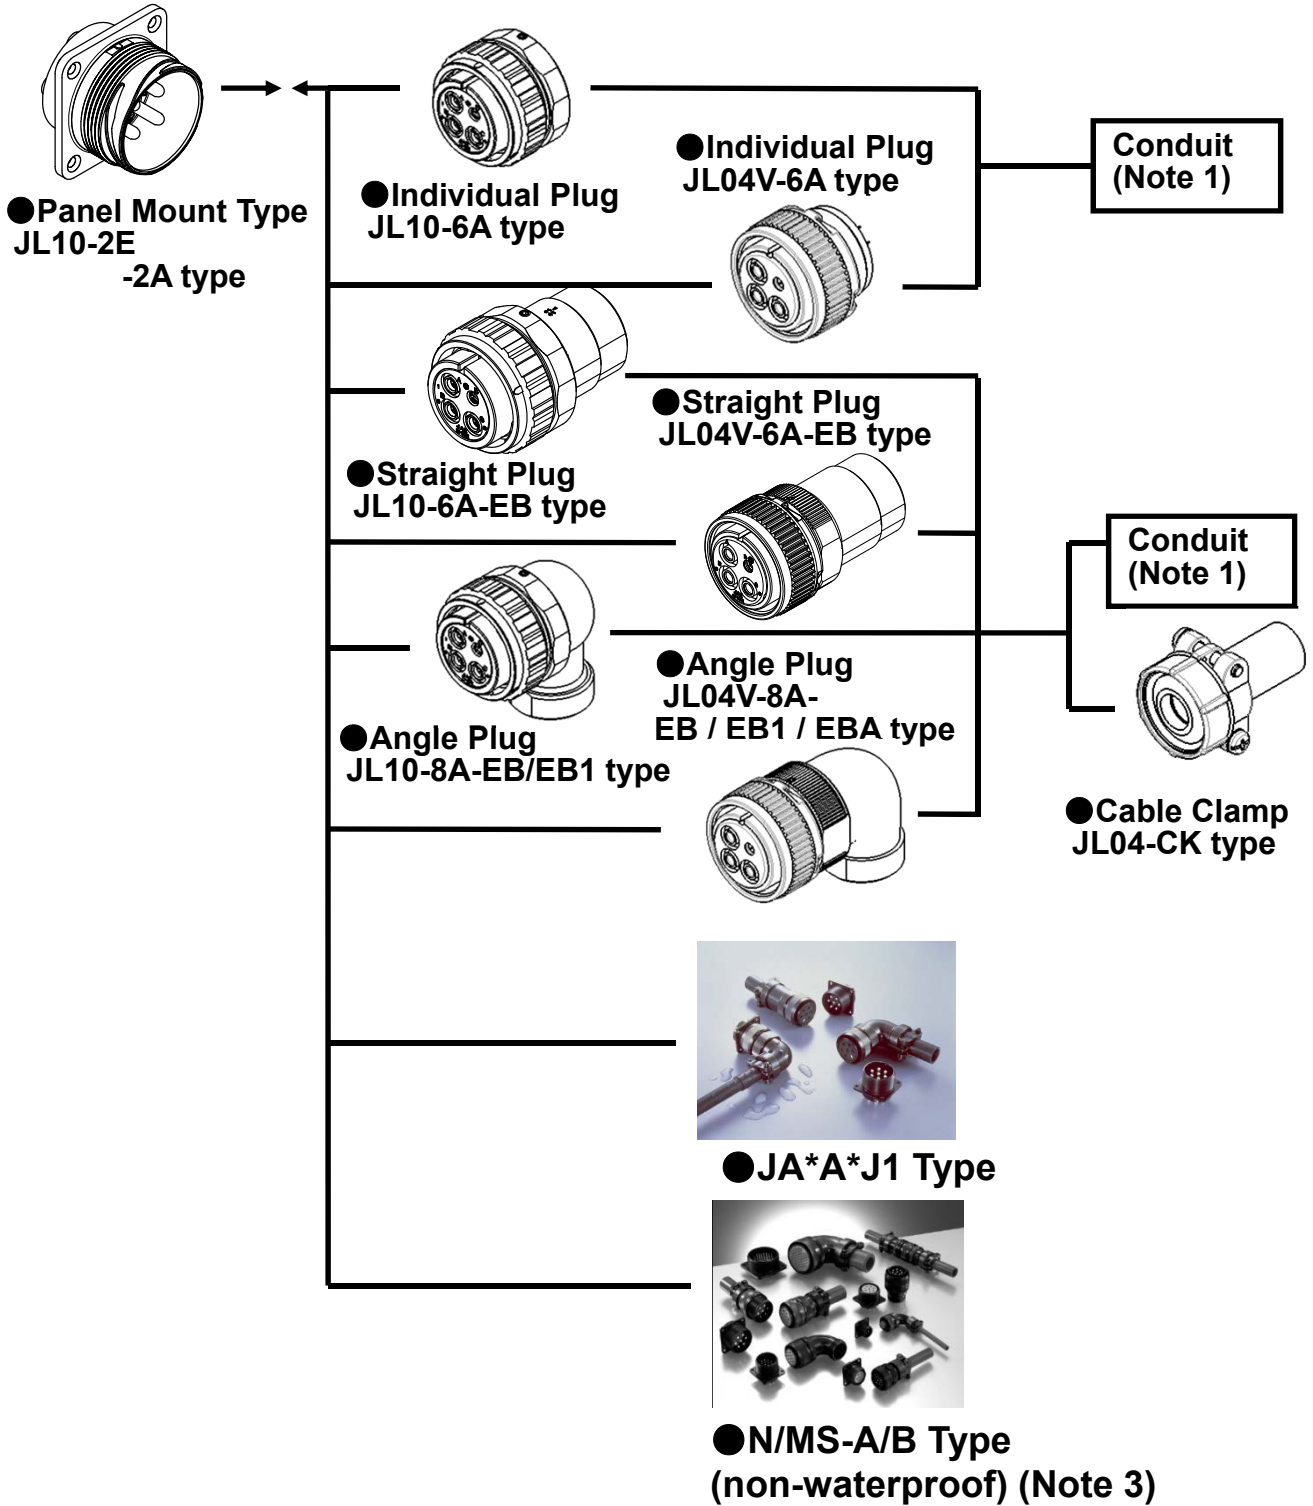 ●Panel Mount Type
JL10-2E
-2A type
●Individual Plug
JL10-6A type
●Individual Plug
JL04V-6A type
Conduit
(Note 1)
●Straight Plug
JL10-6A-EB type
●Straight Plug
JL04V-6A-EB type
●Angle Plug
JL10-8A-EB/EB1 type
●Angle Plug
JL04V-8A-
EB / EB1 / EBA type
Conduit
(Note 1)
●Cable Clamp
JL04-CK type
●JA*A*J1 Type
●N/MS-A/B Type
(non-waterproof) (Note 3)